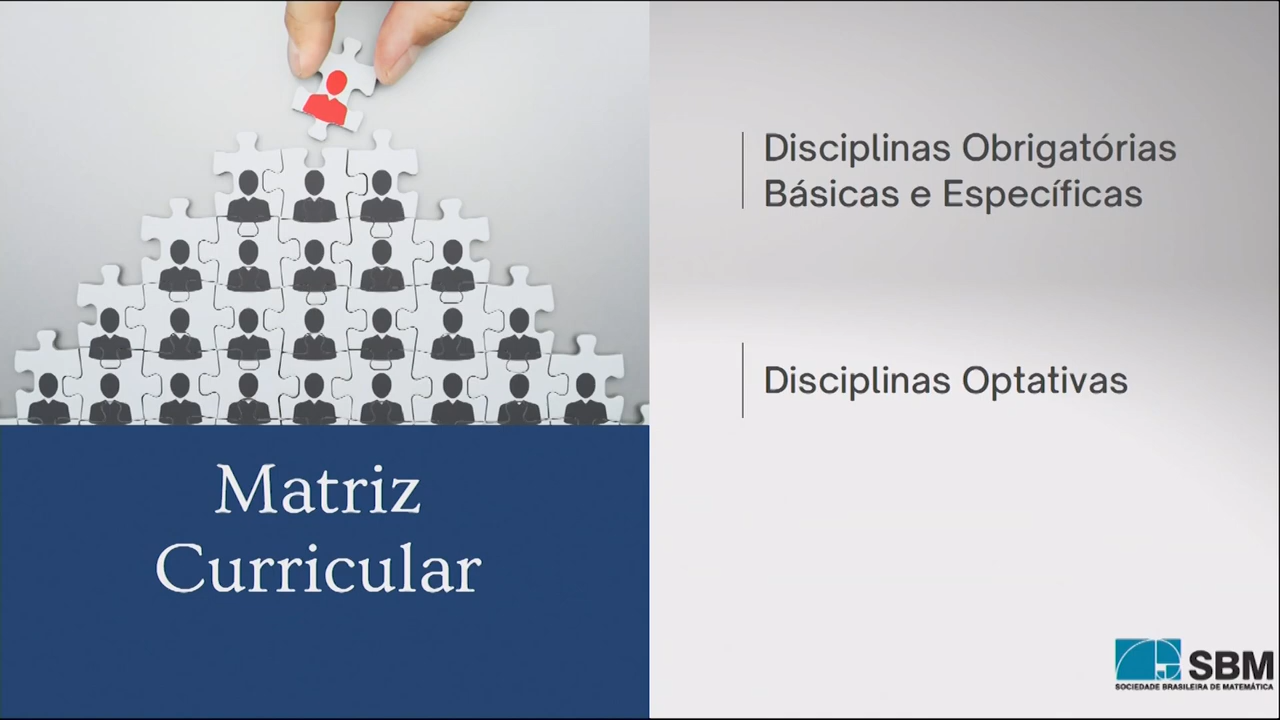 Matriz
Curricular
Disciplinas Obrigatórias
Básicas e Específicas
Disciplinas Optativas
SBM
SOCIEDADE BRASILEIRA DE MATEMÁTICA